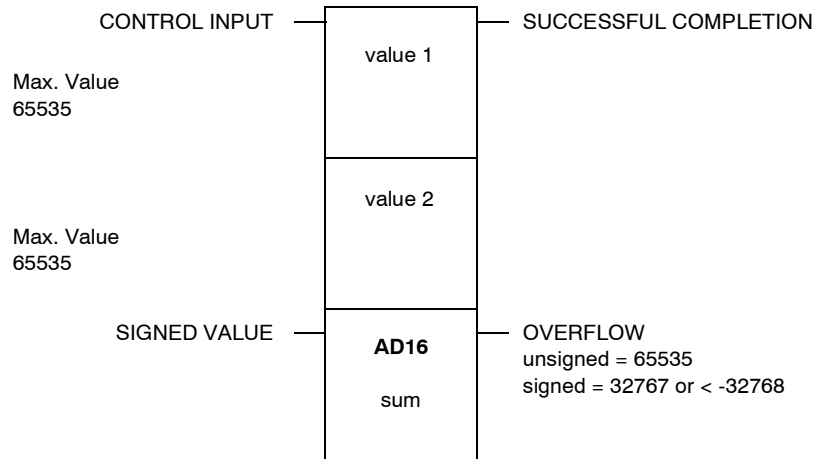 CONTROL INPUT
SUCCESSFUL COMPLETION
value 1
Max. Value
65535
value 2
Max. Value
65535
SIGNED VALUE
OVERFLOW
AD16
unsigned = 65535
signed = 32767 or < -32768
sum